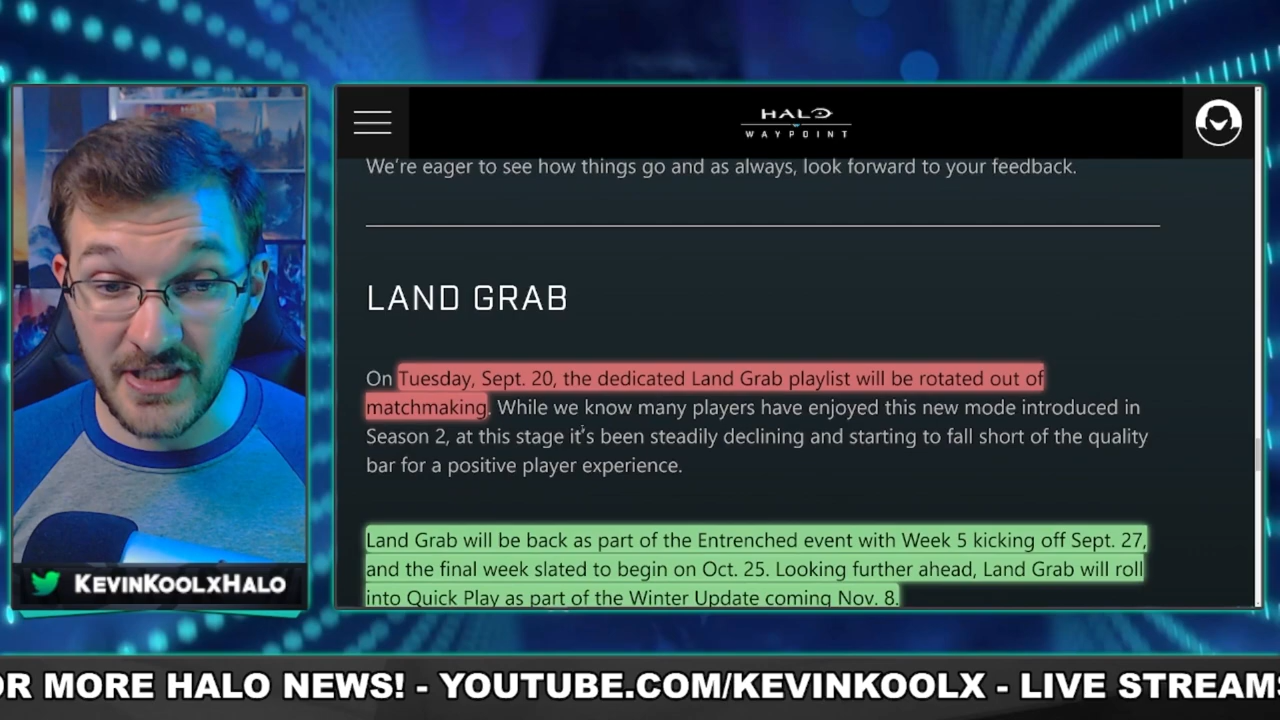 HALO
WAYPOINT
We're eager to see how things go and as always, look forward to your feedback.
LAND GRAB
On Tuesday, Sept. 20, the dedicated Land Grab playlist will be rotated out of
matchmaking. While we know many players have enjoyed this new mode introduced in
Season 2, at this stage it's been steadily declining and starting to fall short of the quality
bar for a positive player experience.
Land Grab will be back as part of the Entrenched event with Week 5 kicking off Sept. 27,
and the final week slated to begin on Oct. 25. Looking further ahead, Land Grab will roll
into Quick Play as part of the Winter Update coming Nov. 8.
KEVINKOOLXHALO
OR MORE HALO NEWS! - YOUTUBE.COM/KEVINKOOLX - LIVE STREAMS